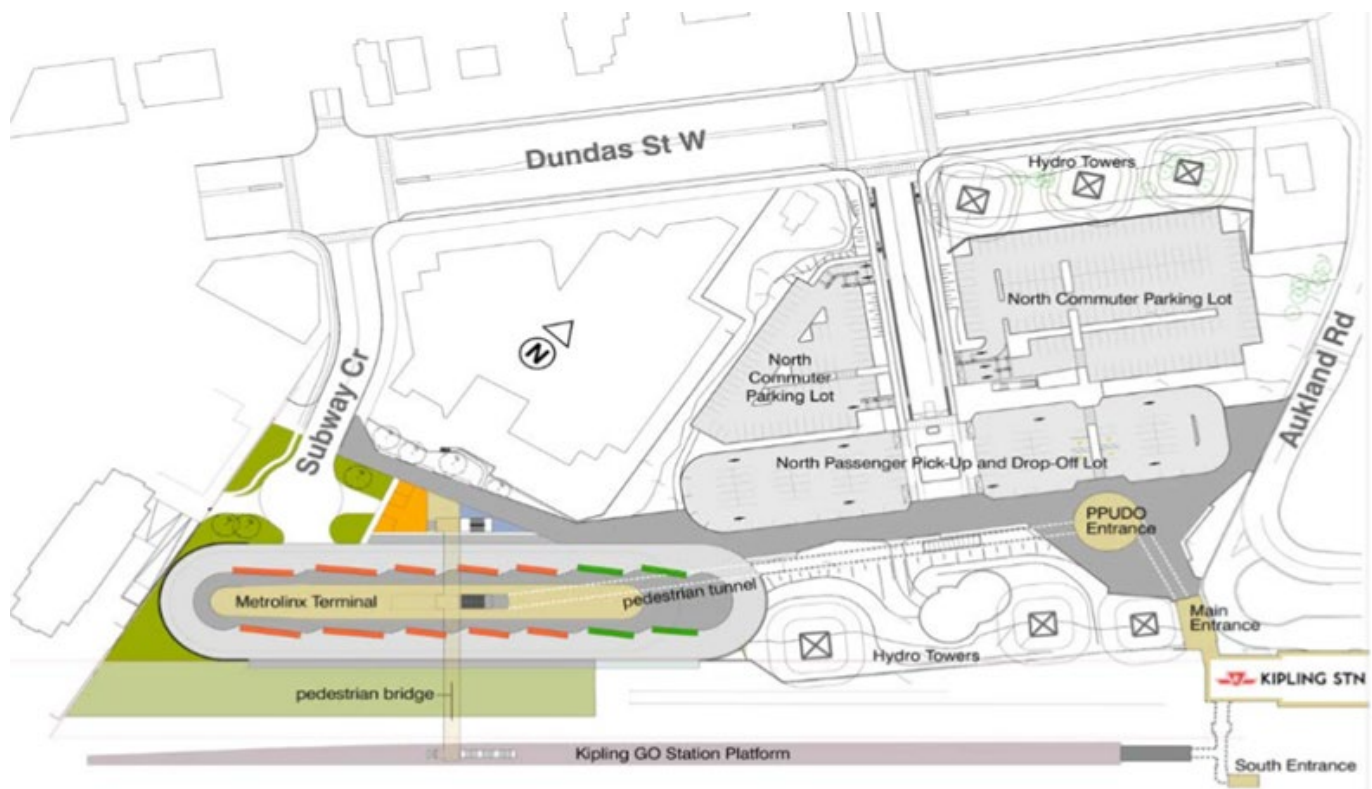 Dundas St W
Hydro Towers
North Commuter Parking Lot
N
North
Commuter
Parking Lot
Subway Cr
Aukland Rd
North Passenger Pick-Up and Drop-Off Lot
PPUDO
Entrance
Metrolinx Terminal
pedestrian tunnel
Main
Entrance
Hydro Towers
KIPLING STN
pedestrian bridge
Kipling GO Station Platform
South Entrance